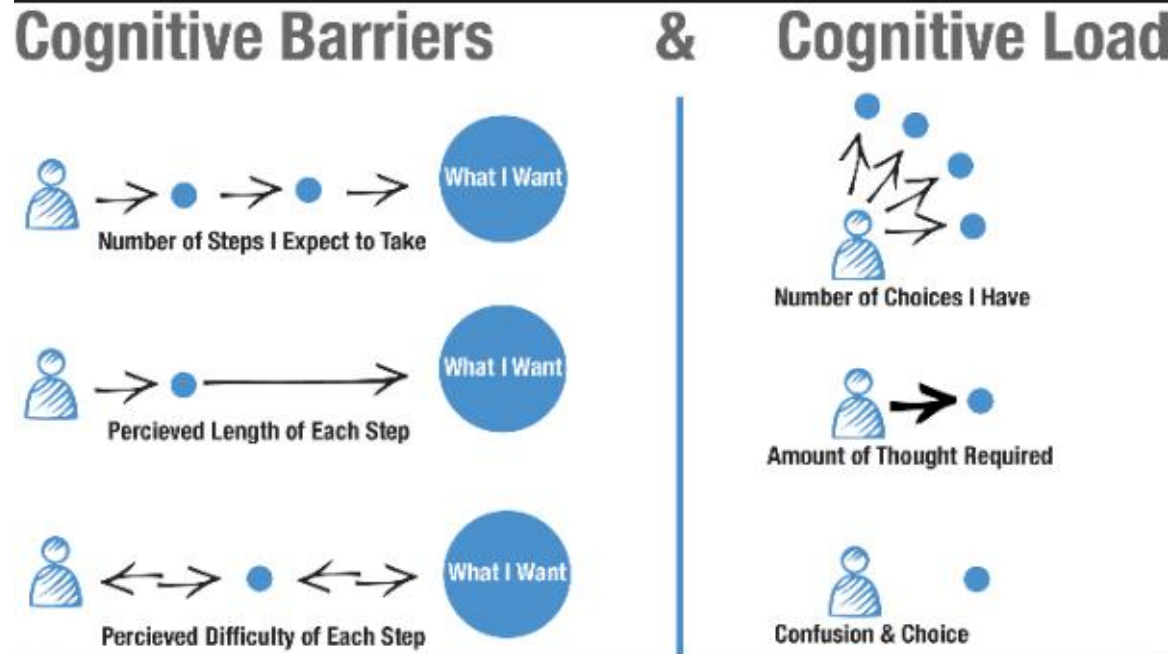 Cognitive Barriers & Cognitive Load
What I Want
Number of Steps I Expect to Take
What I Want
Percieved Length of Each Step
What I Want
Percieved Difficulty of Each Step
Number of Choices I Have
Amount of Thought Required
Confusion & Choice